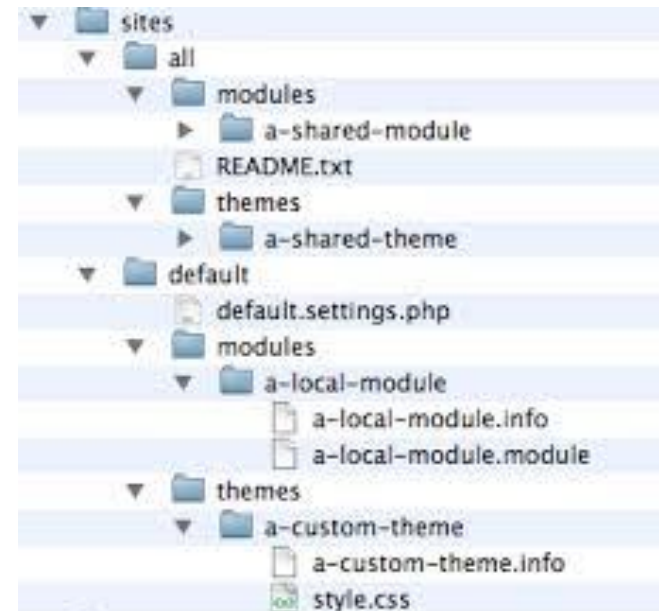 sites
all
modules
a-shared-module
README.txt
themes
a-shared-theme
default
default.settings.php
modules
a-local-module
a-local-module.info
a-local-module.module
themes
a-custom-theme
a-custom-theme.info
style.css